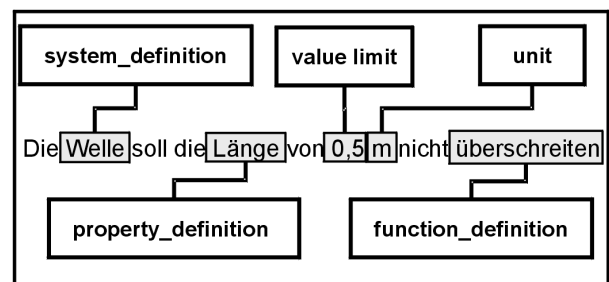 system_definition value limit unit
Die Welle soll die Länge von 0,5 m nicht überschreiten
property_definition function_definition